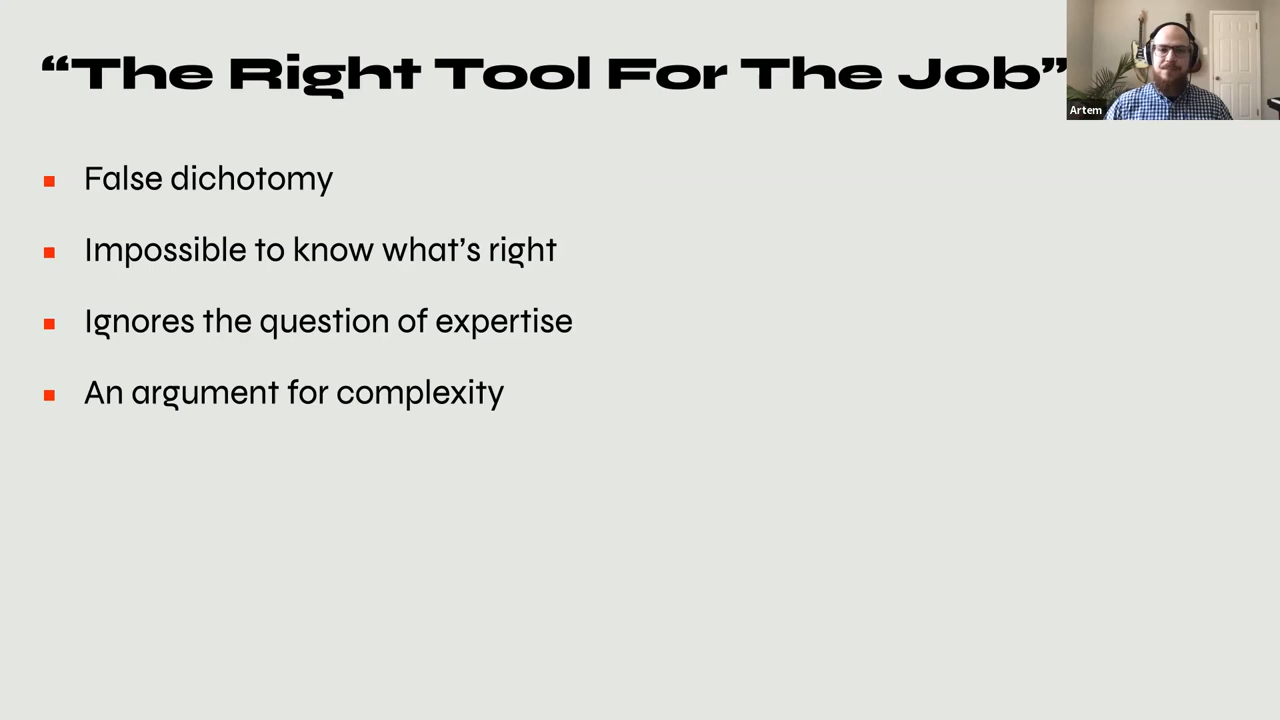 “The Right Tool For The Job”
Artem
▪ False dichotomy
▪ Impossible to know what’s right
▪ Ignores the question of expertise
▪ An argument for complexity